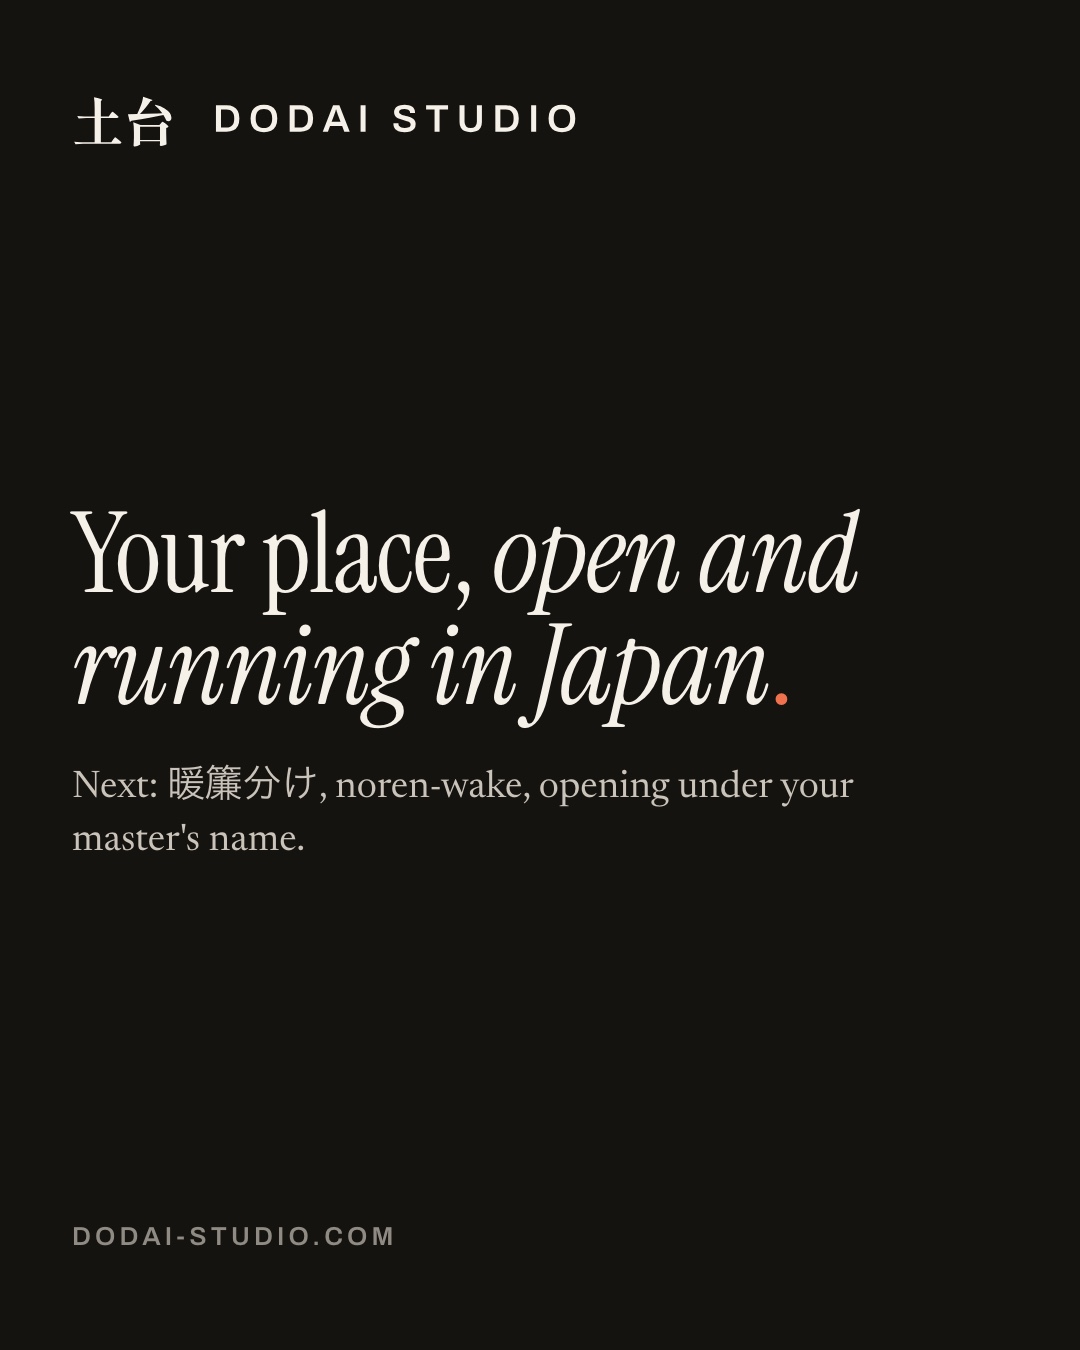 土台 DODAI STUDIO
Your place, open and
running in Japan.
Next: 暖簾分け, noren-wake, opening under your
master's name.
DODAI-STUDIO.COM